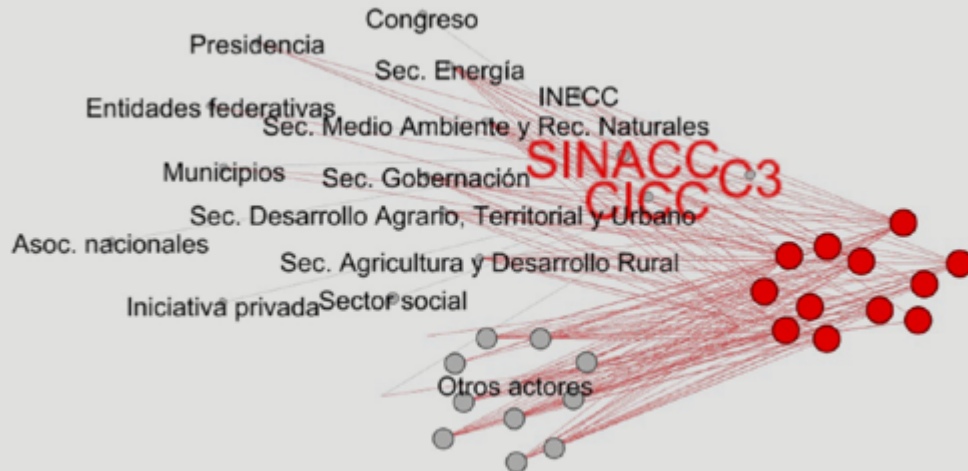 Congreso
Presidencia
Sec. Energía
INECC
Entidades federativas
Sec. Medio Ambiente y Rec. Naturales
SINACC
C3
Municipios
Sec. Gobernación
CICC
Sec. Desarrollo Agrario, Territorial y Urbano
Asoc. nacionales
Sec. Agricultura y Desarrollo Rural
Iniciativa privada
Sector social
Otros actores